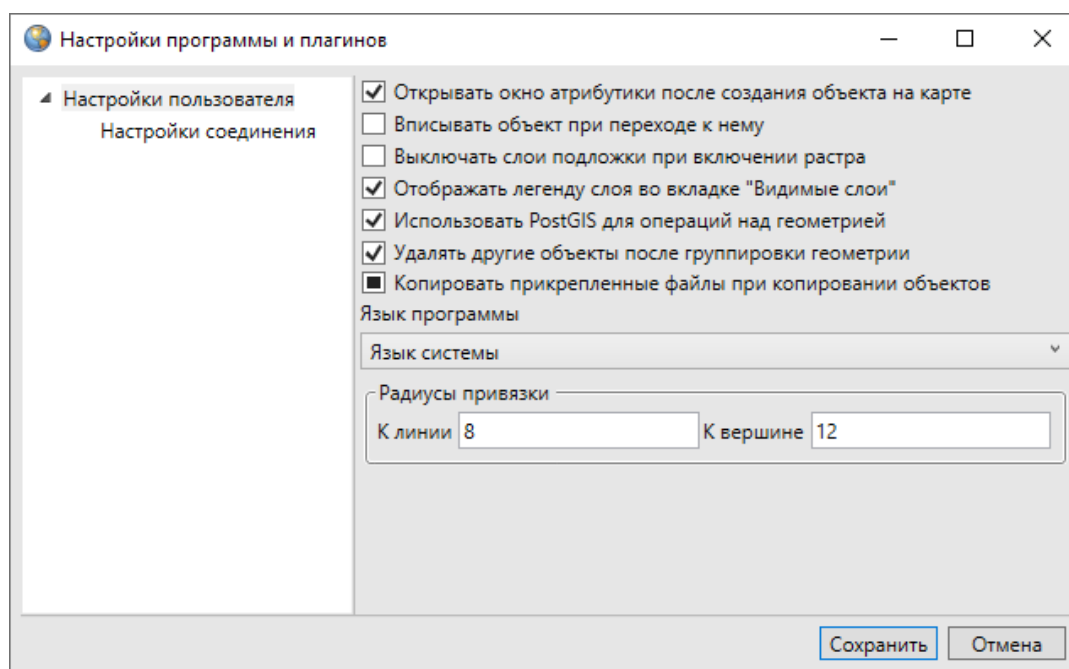 Настройки программы и плагинов
Настройки пользователя
Настройки соединения
Открывать окно атрибутики после создания объекта на карте
Вписывать объект при переходе к нему
Выключать слои подложки при включении растра
Отображать легенду слоя во вкладке "Видимые слои"
Использовать PostGIS для операций над геометрией
Удалять другие объекты после группировки геометрии
Копировать прикрепленные файлы при копировании объектов
Язык программы
Язык системы
Радиусы привязки
К линии 8 К вершине 12
Сохранить Отмена